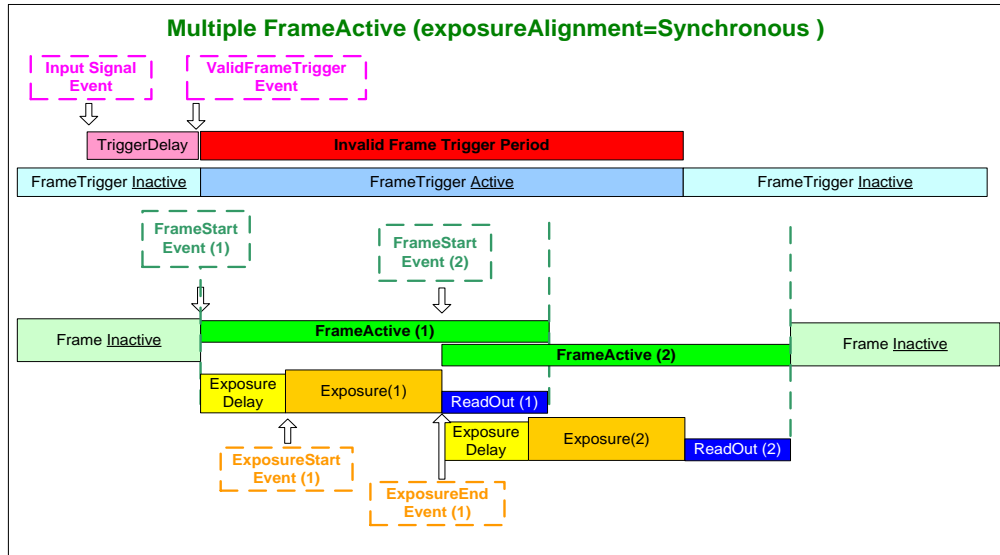 Multiple FrameActive (exposureAlignment=Synchronous )
Input Signal
Event
ValidFrameTrigger
Event
TriggerDelay
Invalid Frame Trigger Period
FrameTrigger Inactive
FrameTrigger Active
FrameTrigger Inactive
FrameStart
Event (1)
FrameStart
Event (2)
Frame Inactive
FrameActive (1)
FrameActive (2)
Frame Inactive
Exposure
Delay
Exposure(1)
ReadOut (1)
Exposure
Delay
Exposure(2)
ReadOut (2)
ExposureStart
Event (1)
ExposureEnd
Event (1)